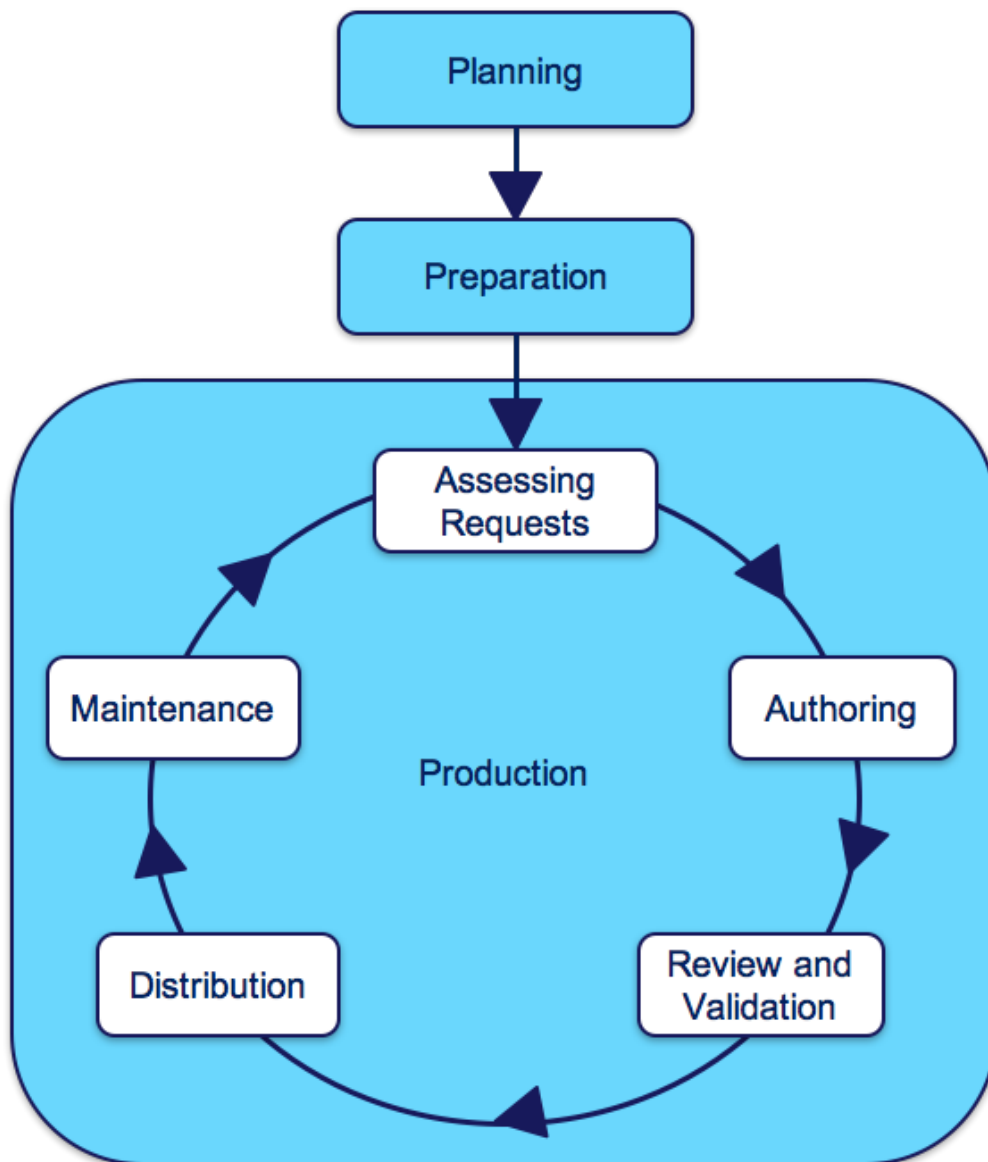 Planning
Preparation
Assessing
Requests
Maintenance
Authoring
Production
Distribution
Review and
Validation